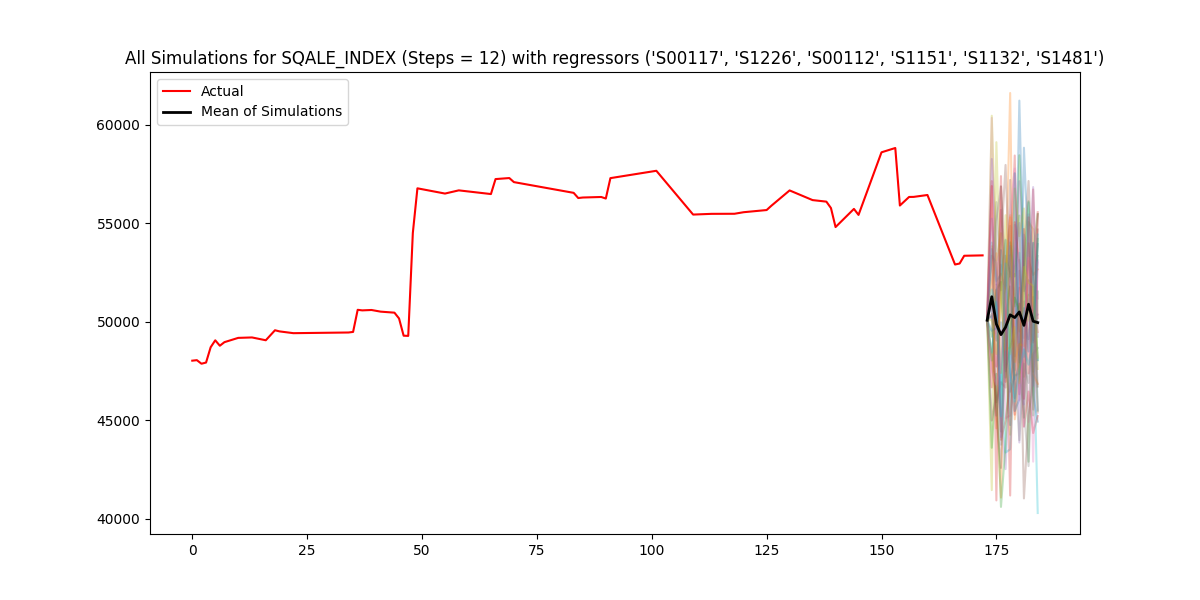 All Simulations for SQALE_INDEX (Steps = 12) with regressors ('S00117', 'S1226', 'S00112', 'S1151', 'S1132', 'S1481')
Actual
Mean of Simulations
60000
55000
50000
45000
40000
0 25 50 75 100 125 150 175